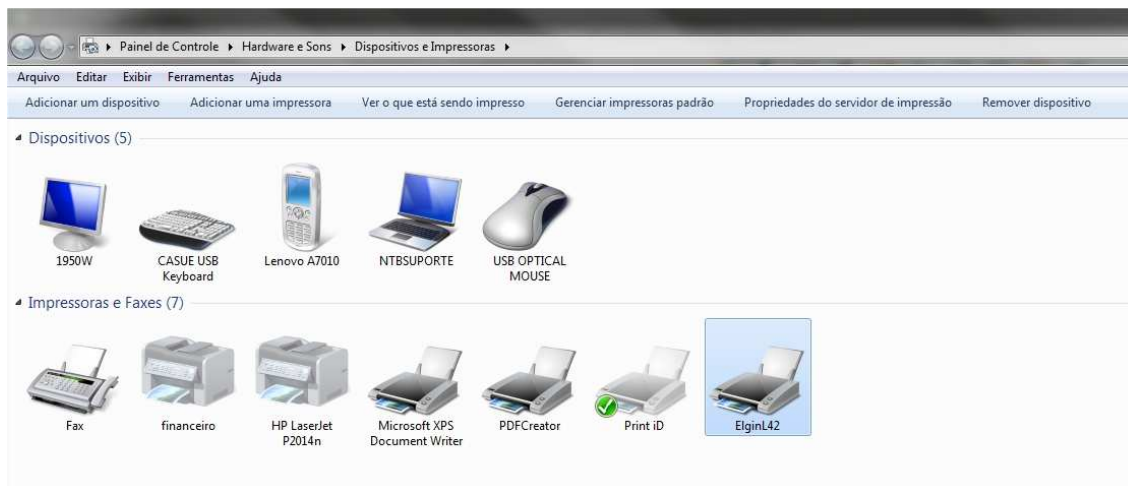 Painel de Controle Hardware e Sons Dispositivos e Impressoras
Arquivo Editar Exibir Ferramentas Ajuda
Adicionar um dispositivo Adicionar uma impressora Ver o que está sendo impresso Gerenciar impressoras padrão Propriedades do servidor de impressão Remover dispositivo
Dispositivos (5)
1950W
CASUE USB
Keyboard
Lenovo A7010
NTBSUPORTE
USB OPTICAL
MOUSE
Impressoras e Faxes (7)
Fax
financeiro
HP LaserJet
P2014n
Microsoft XPS
Document Writer
PDFCreator
Print iD
ElginL42